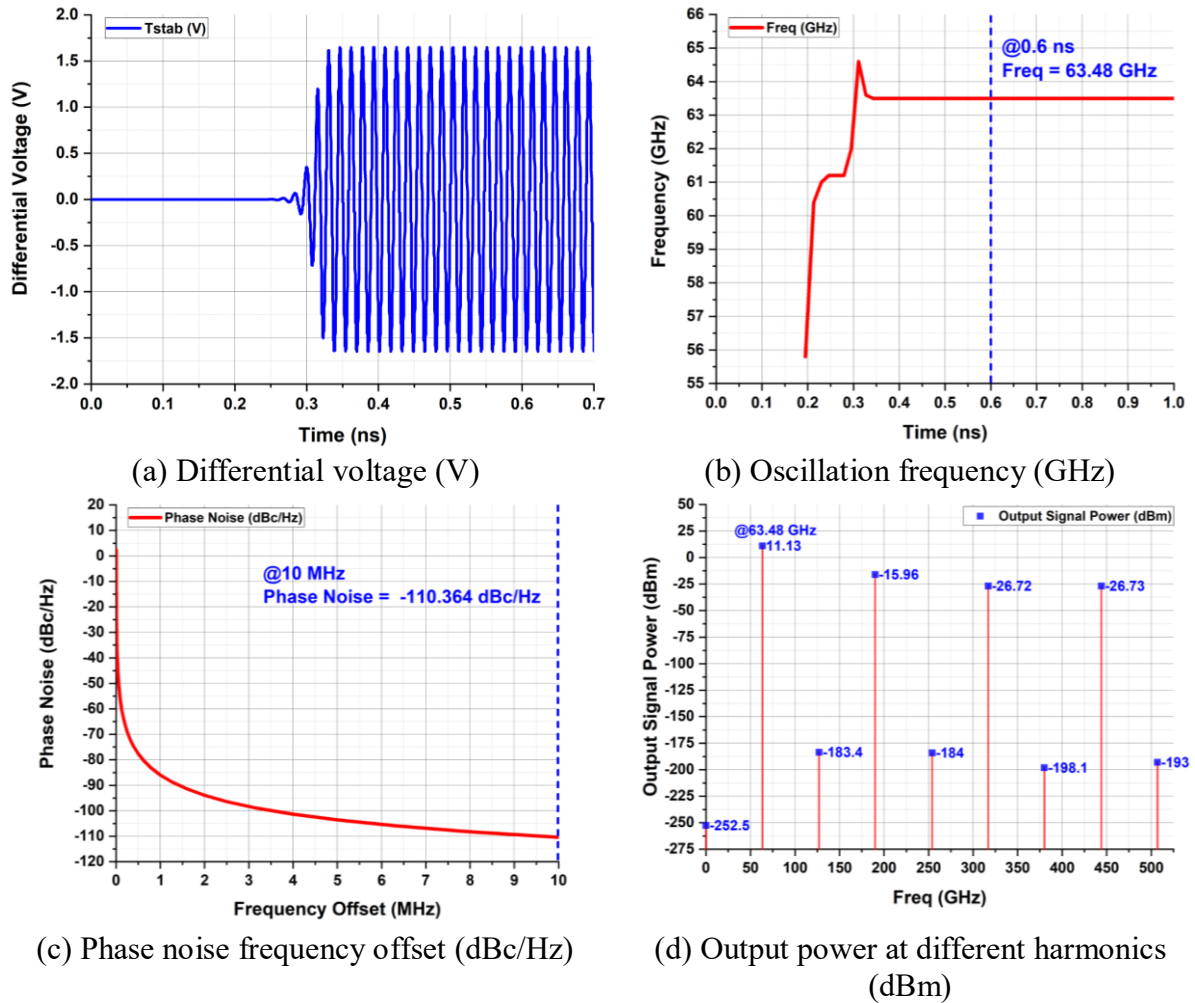 Tstab (V)
2.0
1.5
1.0
0.5
0.0
-0.5
-1.0
-1.5
-2.0
Differential Voltage (V)
0.0 0.1 0.2 0.3 0.4 0.5 0.6 0.7
Time (ns)
(a) Differential voltage (V)
Freq (GHz)
@0.6 ns
Freq = 63.48 GHz
66
65
64
63
62
61
60
59
58
57
56
55
Frequency (GHz)
0.0 0.1 0.2 0.3 0.4 0.5 0.6 0.7 0.8 0.9 1.0
Time (ns)
(b) Oscillation frequency (GHz)
Phase Noise (dBc/Hz)
@10 MHz
Phase Noise = -110.364 dBc/Hz
20
10
0
-10
-20
-30
-40
-50
-60
-70
-80
-90
-100
-110
-120
Phase Noise (dBc/Hz)
0 1 2 3 4 5 6 7 8 9 10
Frequency Offset (MHz)
(c) Phase noise frequency offset (dBc/Hz)
Output Signal Power (dBm)
@63.48 GHz
11.13
-15.96
-26.72
-26.73
-183.4
-184
-198.1
-193
-252.5
50
25
0
-25
-50
-75
-100
-125
-150
-175
-200
-225
-250
-275
Output Signal Power (dBm)
0 50 100 150 200 250 300 350 400 450 500
Freq (GHz)
(d) Output power at different harmonics
(dBm)